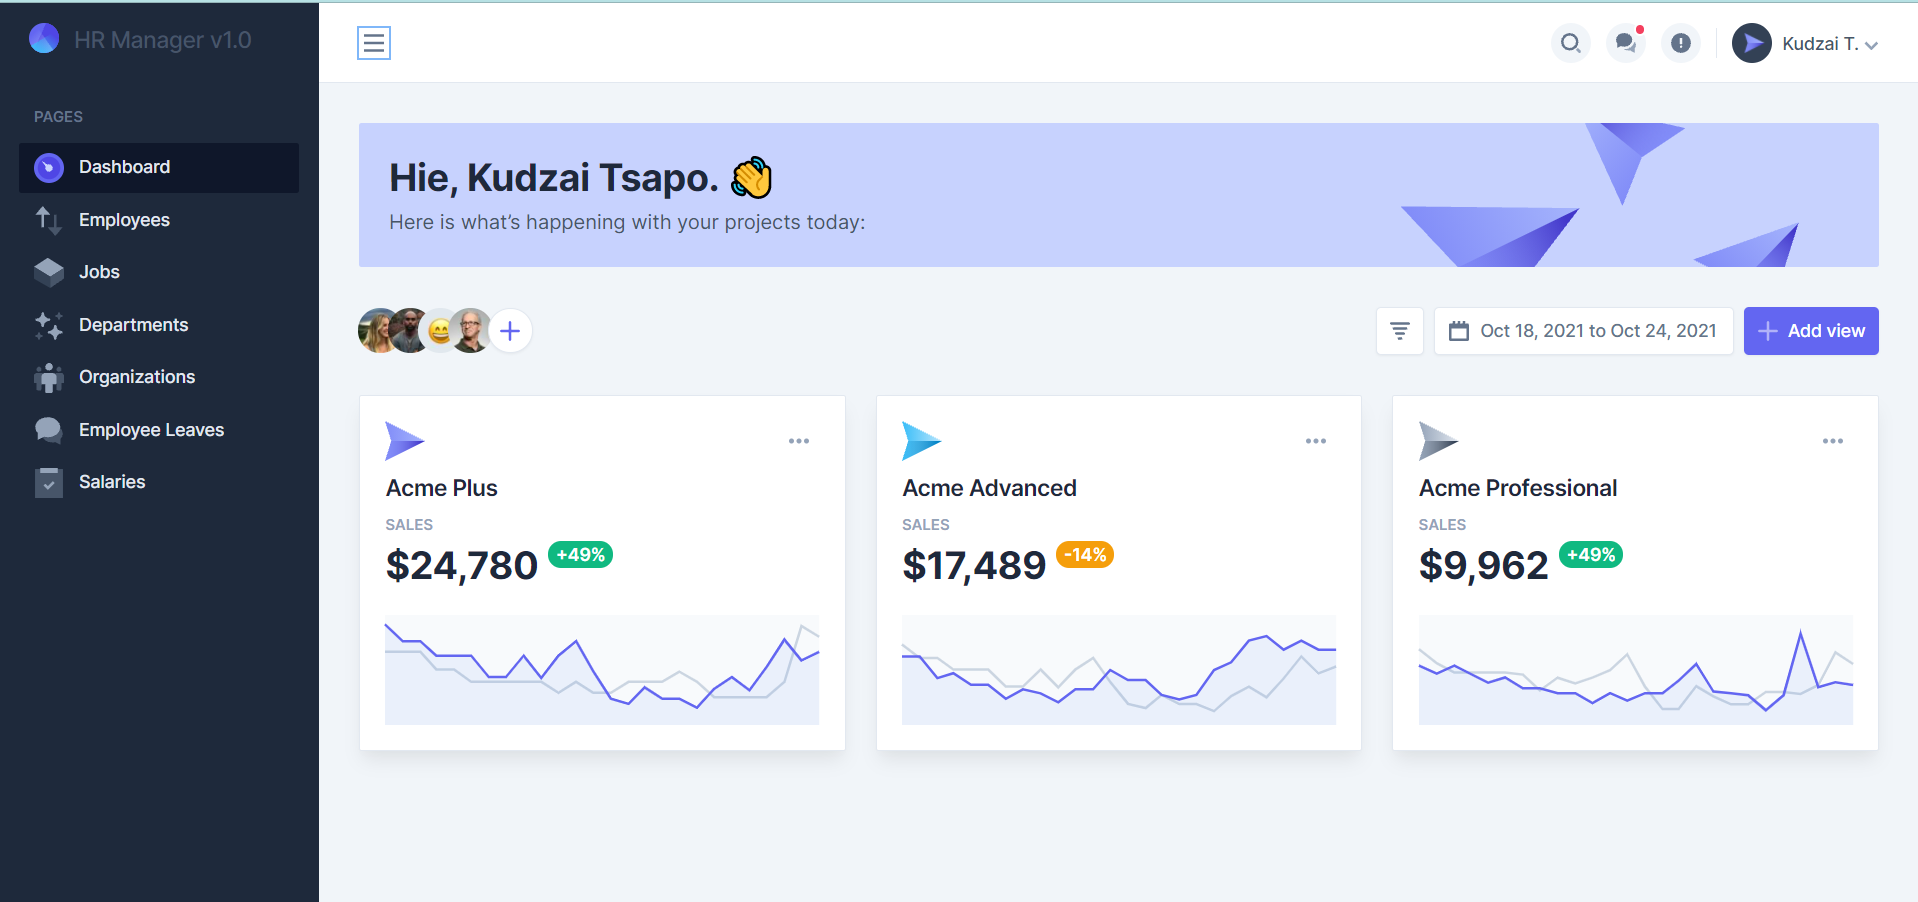 HR Manager v1.0
Kudzai T.
PAGES
Dashboard
Employees
Jobs
Departments
Organizations
Employee Leaves
Salaries
Hie, Kudzai Tsapo. 👋
Here is what’s happening with your projects today:
Oct 18, 2021 to Oct 24, 2021
Add view
Acme Plus
SALES
$24,780 +49%
Acme Advanced
SALES
$17,489 -14%
Acme Professional
SALES
$9,962 +49%